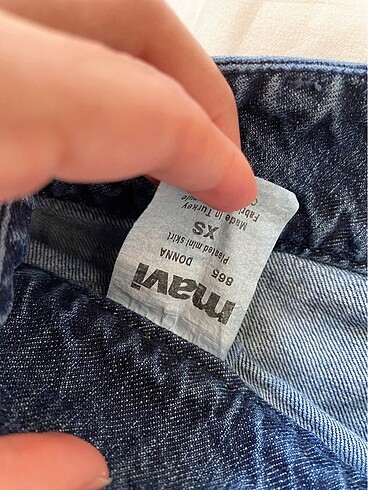 mavi
865
DONNA
Pleated mini skirt
XS
Made in Turkey